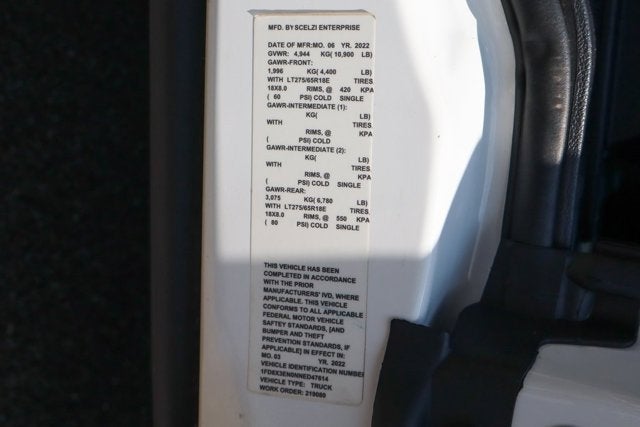 MFD. BYSCELZI ENTERPRISE
DATE OF MFR:MO. 06 YR. 2022
GVWR: 4,944 KG( 10,900 LB)
GAWR-FRONT:
1,996 KG( 4,400 LB)
WITH LT275/65R18E TIRES
18X8.0 RIMS, @ 420 KPA
( 60 PSI) COLD SINGLE
GAWR-INTERMEDIATE (1):
KG( LB)
WITH TIRES
RIMS, @ KPA
( PSI) COLD
GAWR-INTERMEDIATE (2):
KG( LB)
WITH TIRES
RIMS, @ KPA
( PSI) COLD SINGLE
GAWR-REAR:
3,075 KG( 6,780 LB)
WITH LT275/65R18E TIRES
18X8.0 RIMS, @ 550 KPA
( 80 PSI) COLD SINGLE
THIS VEHICLE HAS BEEN
COMPLETED IN ACCORDANCE
WITH THE PRIOR
MANUFACTURERS' IVD, WHERE
APPLICABLE. THIS VEHICLE
CONFORMS TO ALL APPLICABLE
FEDERAL MOTOR VEHICLE
SAFTEY STANDARDS, [AND
BUMPER AND THEFT
PREVENTION STANDARDS, IF
APPLICABLE] IN EFFECT IN:
MO. 03 YR. 2022
VEHICLE IDENTIFICATION NUMBER
VEHICLE TYPE: TRUCK
WORK ORDER: 219080